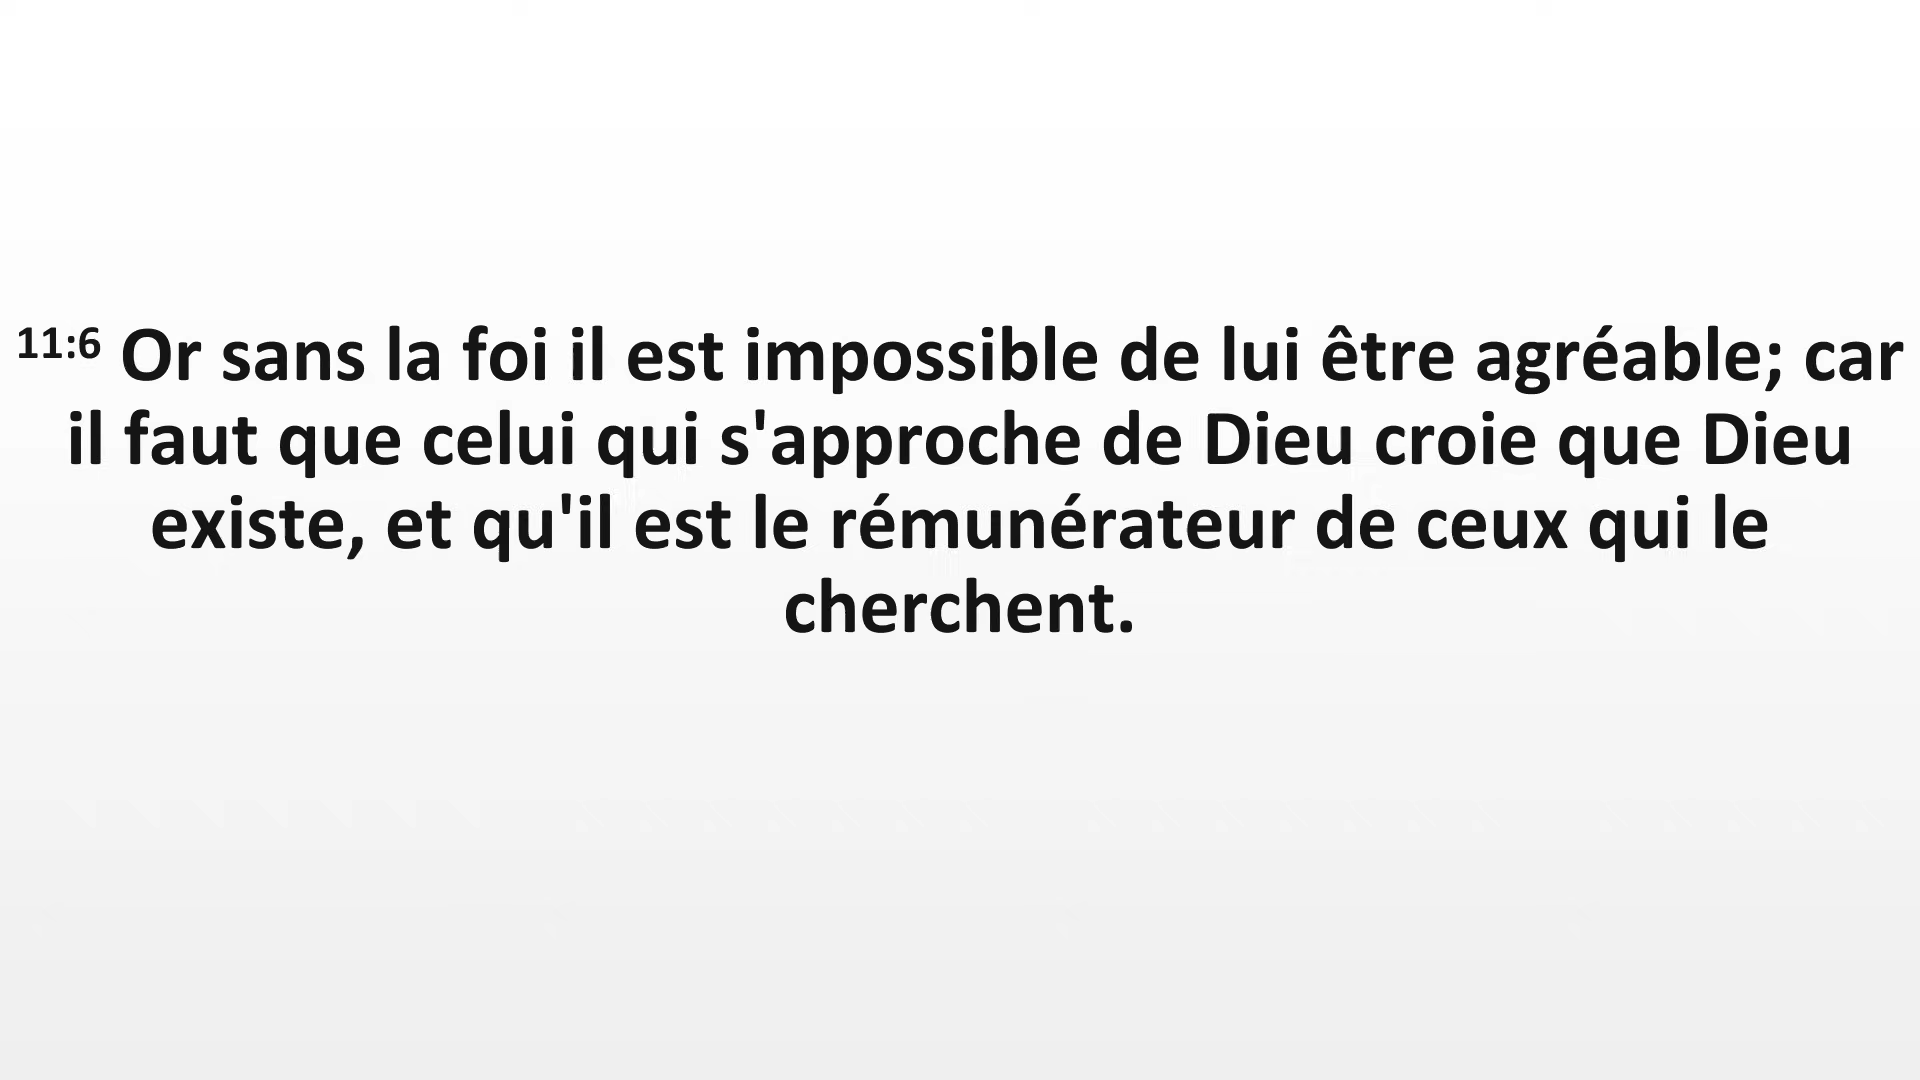 11:6 Or sans la foi il est impossible de lui être agréable; car
il faut que celui qui s'approche de Dieu croie que Dieu
existe, et qu'il est le rémunérateur de ceux qui le
cherchent.